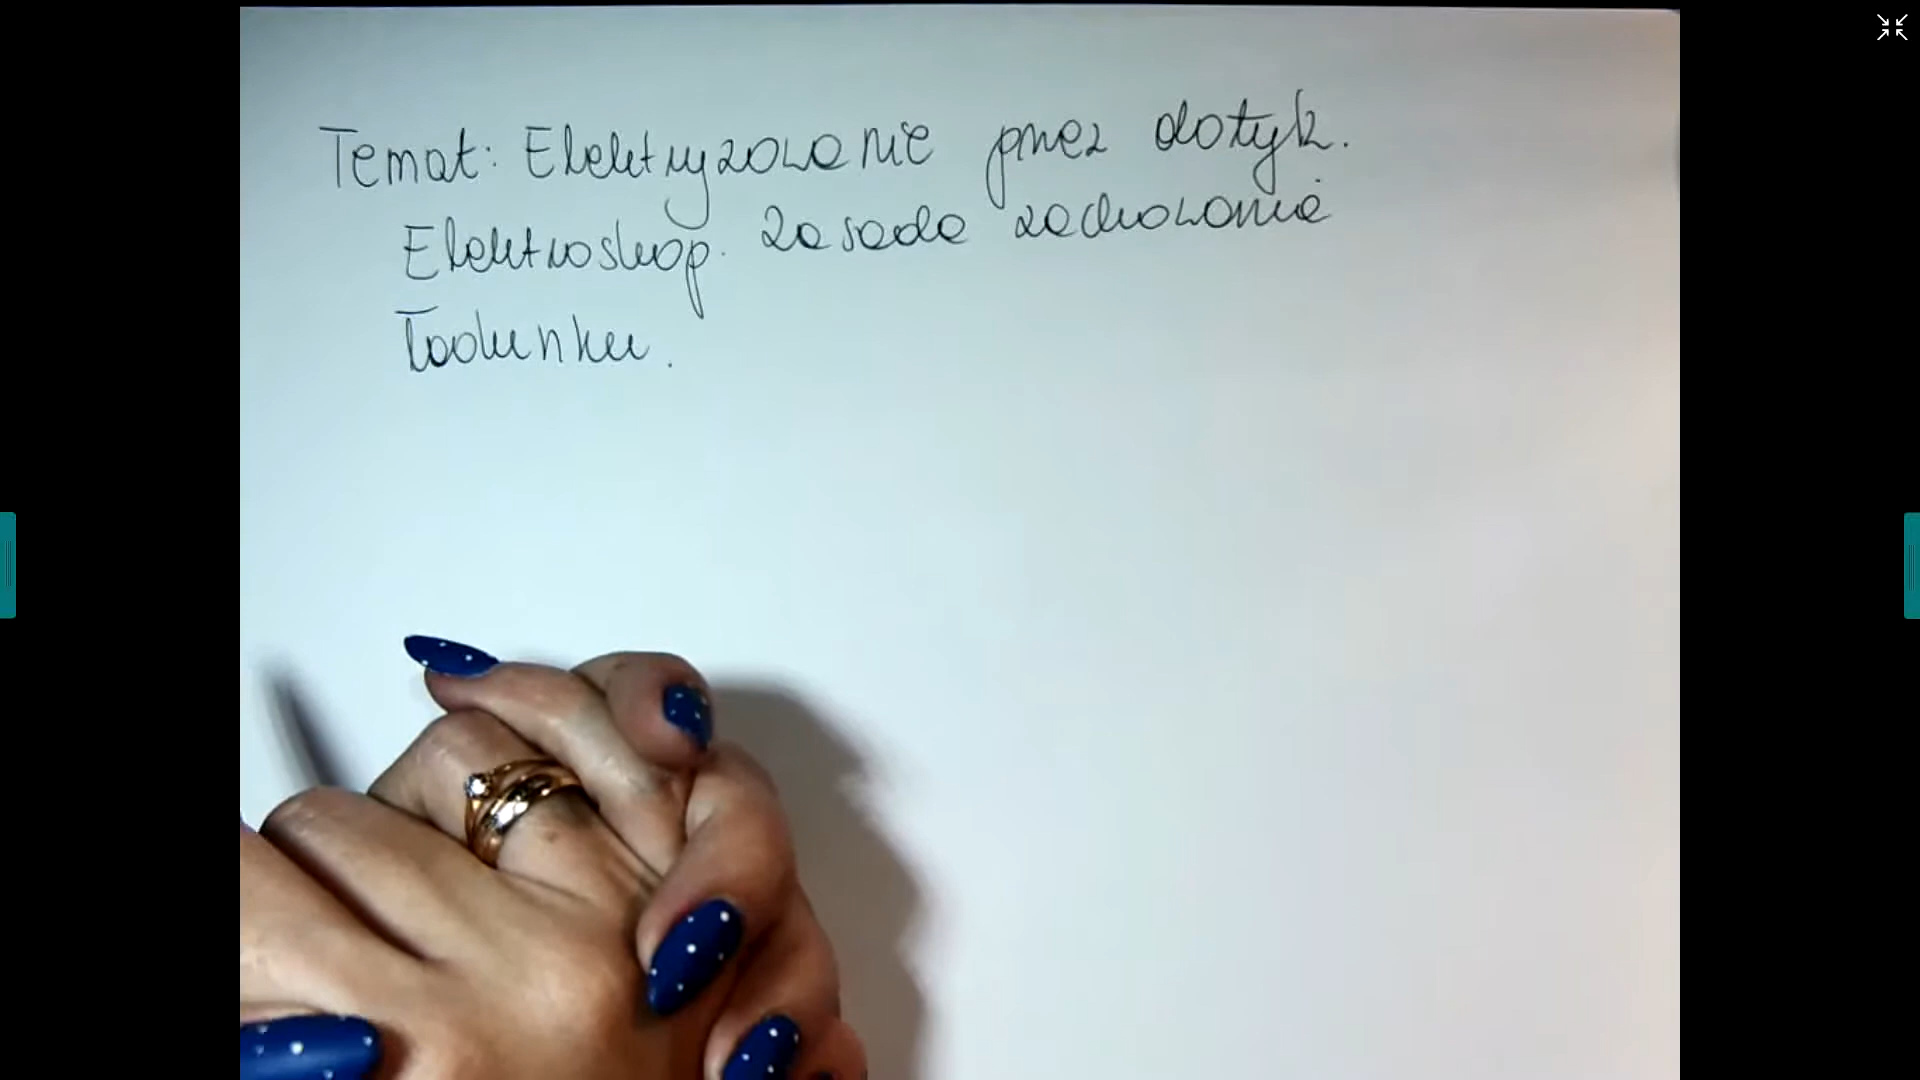 Temat: Elektryzowanie przez dotyk.
Elektroskop. Zasada zachowania
ładunku.